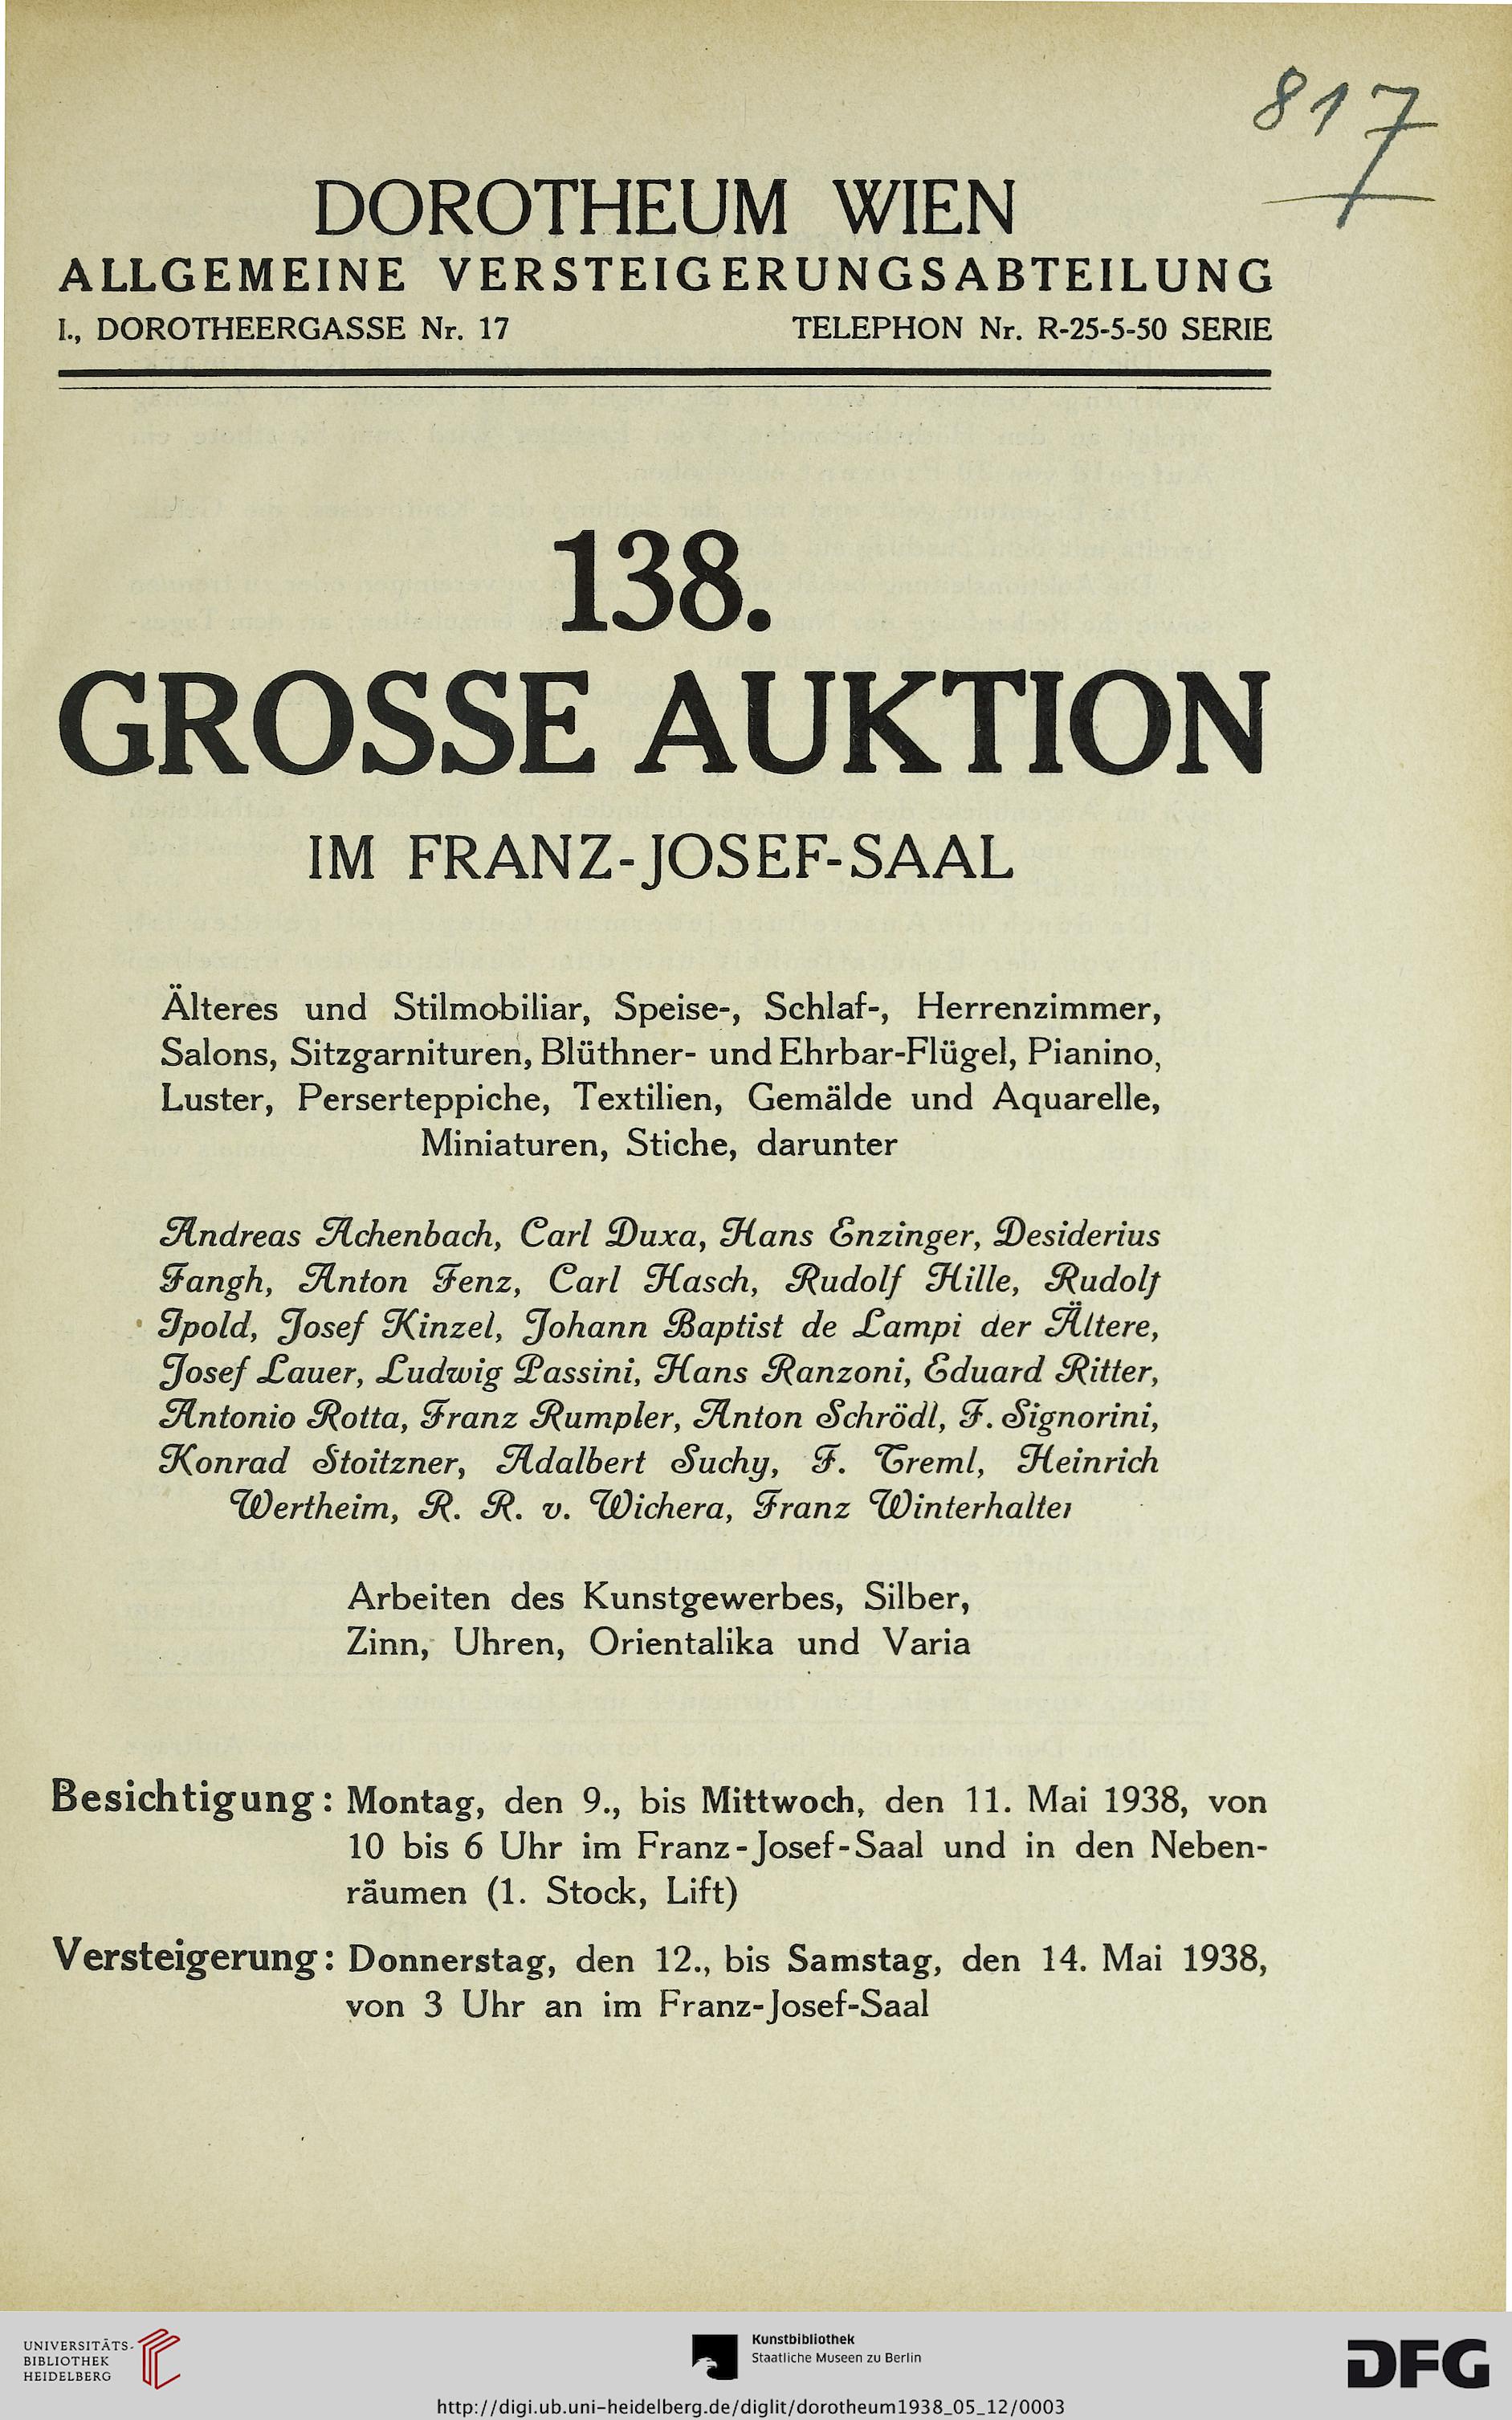 817
DOROTHEUM WIEN
ALLGEMEINE VERSTEIGERUNGSABTEILUNG
I., DOROTHEERGASSE Nr. 17 TELEPHON Nr. R-25-5-50 SERIE
138.
GROSSE AUKTION
IM FRANZ-JOSEF-SAAL
Älteres und Stilmobiliar, Speise-, Schlaf-, Herrenzimmer,
Salons, Sitzgarnituren, Blüthner- und Ehrbar-Flügel, Pianino,
Luster, Perserteppiche, Textilien, Gemälde und Aquarelle,
Miniaturen, Stiche, darunter
Andreas Achenbach, Carl Duxa, Hans Enzinger, Desiderius
Fangh, Anton Fenz, Carl Hasch, Rudolf Hille, Rudolf
Ipold, Josef Kinzel, Johann Baptist de Lampi der Ältere,
Josef Lauer, Ludwig Passini, Hans Ranzoni, Eduard Ritter,
Antonio Rotta, Franz Rumpler, Anton Schrödl, F. Signorini,
Konrad Stoitzner, Adalbert Suchy, F. Treml, Heinrich
Wertheim, R. R. v. Wichera, Franz Winterhalter
Arbeiten des Kunstgewerbes, Silber,
Zinn, Uhren, Orientalika und Varia
Besichtigung: Montag, den 9., bis Mittwoch, den 11. Mai 1938, von
10 bis 6 Uhr im Franz-Josef-Saal und in den Neben-
räumen (1. Stock, Lift)
Versteigerung: Donnerstag, den 12., bis Samstag, den 14. Mai 1938,
von 3 Uhr an im Franz-Josef-Saal
UNIVERSITÄTS-
BIBLIOTHEK
HEIDELBERG
Kunstbibliothek
Staatliche Museen zu Berlin
DFG
http://digi.ub.uni-heidelberg.de/diglit/dorotheum1938_05_12/0003